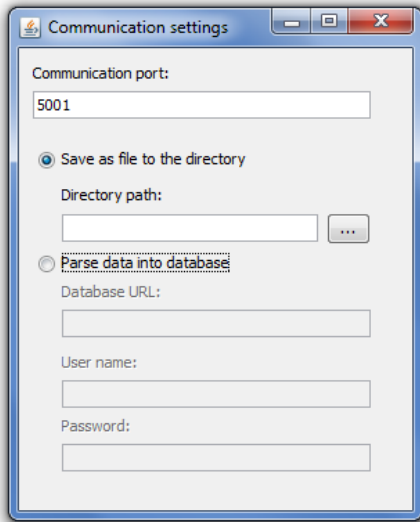 Communication settings
Communication port:
5001
Save as file to the directory
Directory path:
...
Parse data into database
Database URL:
User name:
Password: